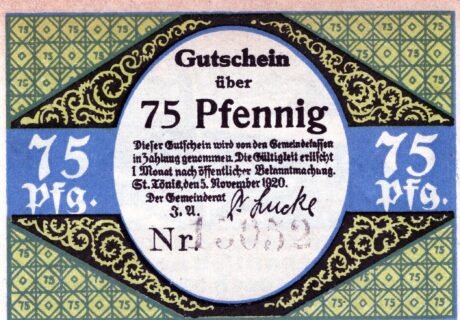 Gutschein
über
75 Pfennig
Dieser Gutschein wird von den Gemeindekassen
in Zahlung genommen. Die Gültigkeit erlischt
1 Monat nach öffentlicher Bekanntmachung.
St. Tönis, den 5. November 1920.
Der Gemeinderat
J. A.
Nr.
75
Pfg.
75
Pfg.